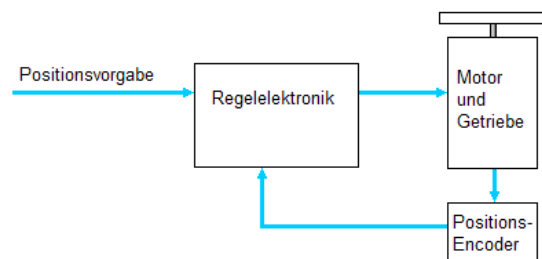 Positionsvorgabe
Regelelektronik
Motor
und
Getriebe
Positions-
Encoder